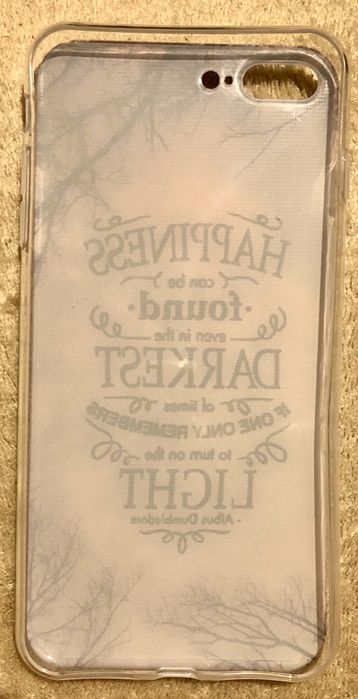 HAPPINESS
can be
·found·
even in the
DARKEST
of times
IF ONE ONLY REMEMBERS
to turn on the
LIGHT
- Albus Dumbledore